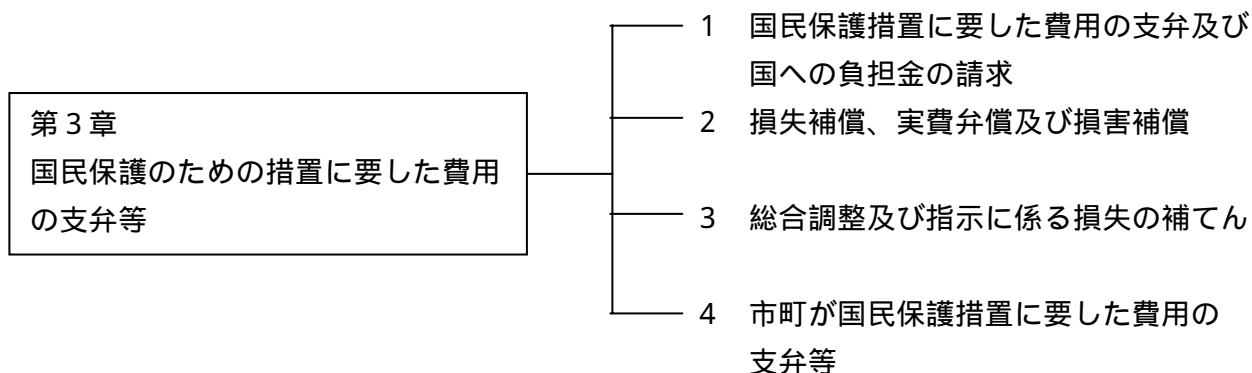 第３章
国民保護のための措置に要した費用
の支弁等
1 国民保護措置に要した費用の支弁及び
国への負担金の請求
2 損失補償、実費弁償及び損害補償
3 総合調整及び指示に係る損失の補てん
4 市町が国民保護措置に要した費用の
支弁等